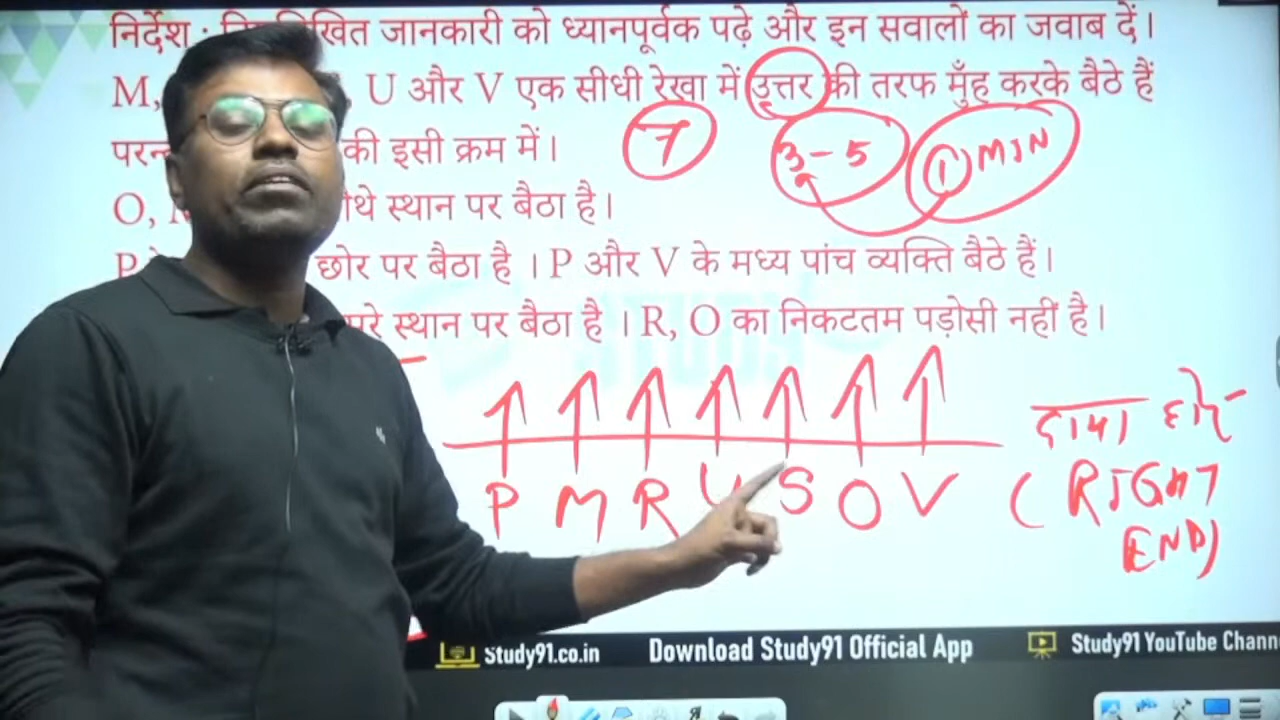 निर्देश : खित जानकारी को ध्यानपूर्वक पढ़े और इन सवालों का जवाब दें।
M, U और V एक सीधी रेखा में उत्तर की तरफ मुँह करके बैठे हैं
की इसी क्रम में।
7 3-5 1 MIN
O, थे स्थान पर बैठा है।
P छोर पर बैठा है । P और V के मध्य पांच व्यक्ति बैठे हैं।
स्थान पर बैठा है । R, O का निकटतम पड़ोसी नहीं है।
P M R U S O V
दायां छोर
(RIGHT
END)
Study91.co.in Download Study91 Official App Study91 YouTube Chann